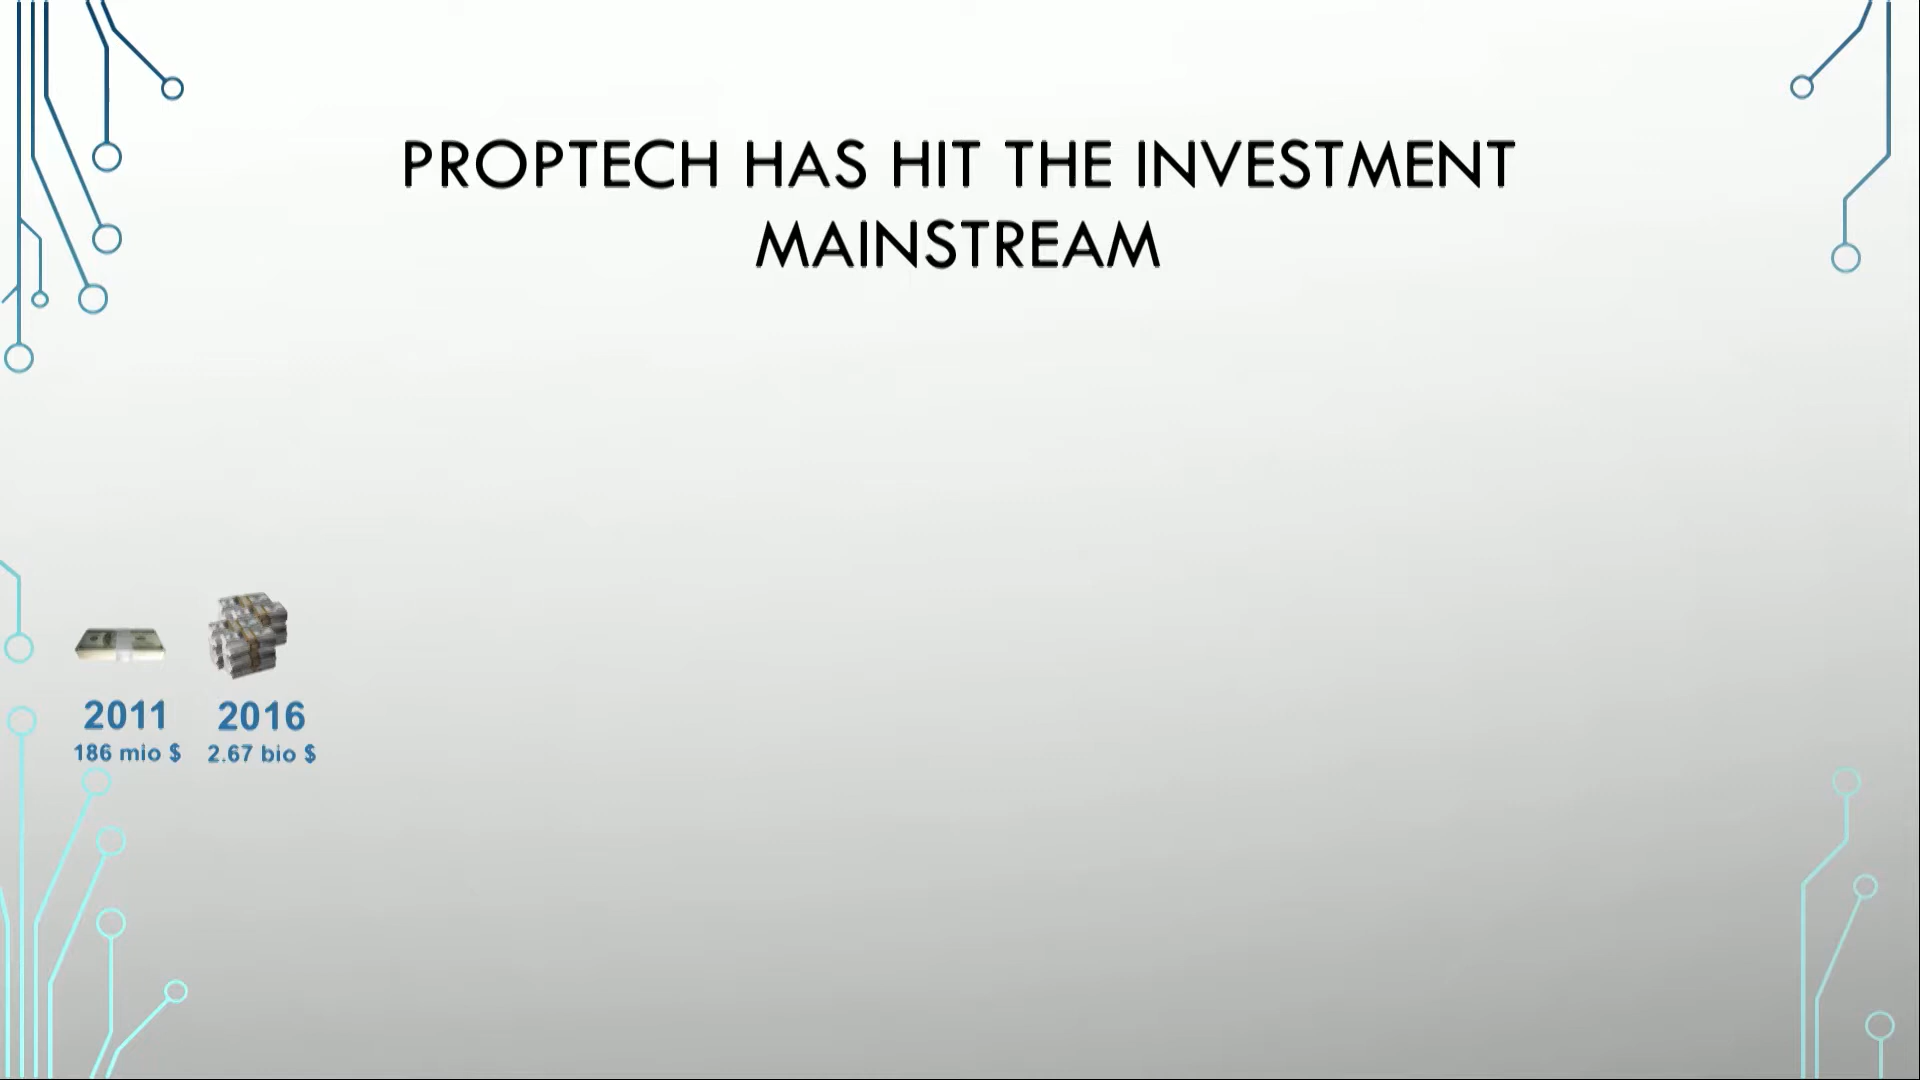 PROPTECH HAS HIT THE INVESTMENT
MAINSTREAM
2011 2016
186 mio $ 2.67 bio $